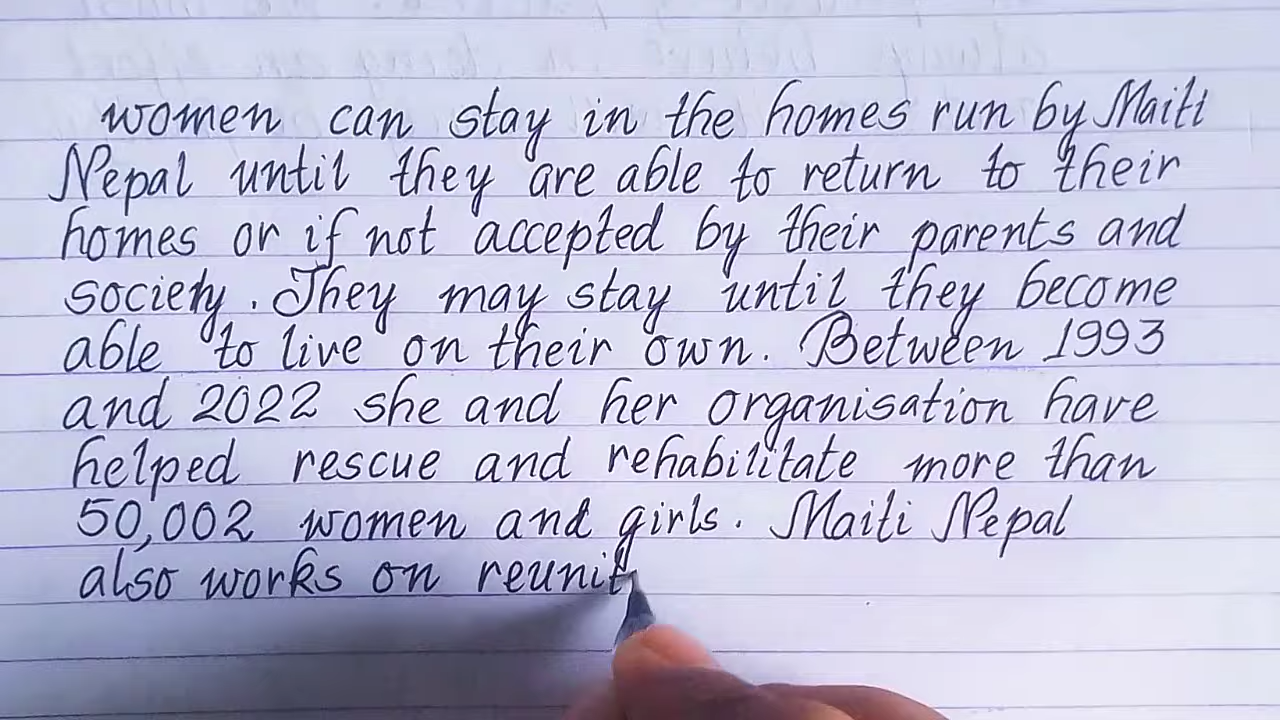 women can stay in the homes run by Maiti
Nepal until they are able to return to their
homes or if not accepted by their parents and
society. They may stay until they become
able to live on their own. Between 1993
and 2022 she and her organisation have
helped rescue and rehabilitate more than
50,002 women and girls. Maiti Nepal
also works on reunit